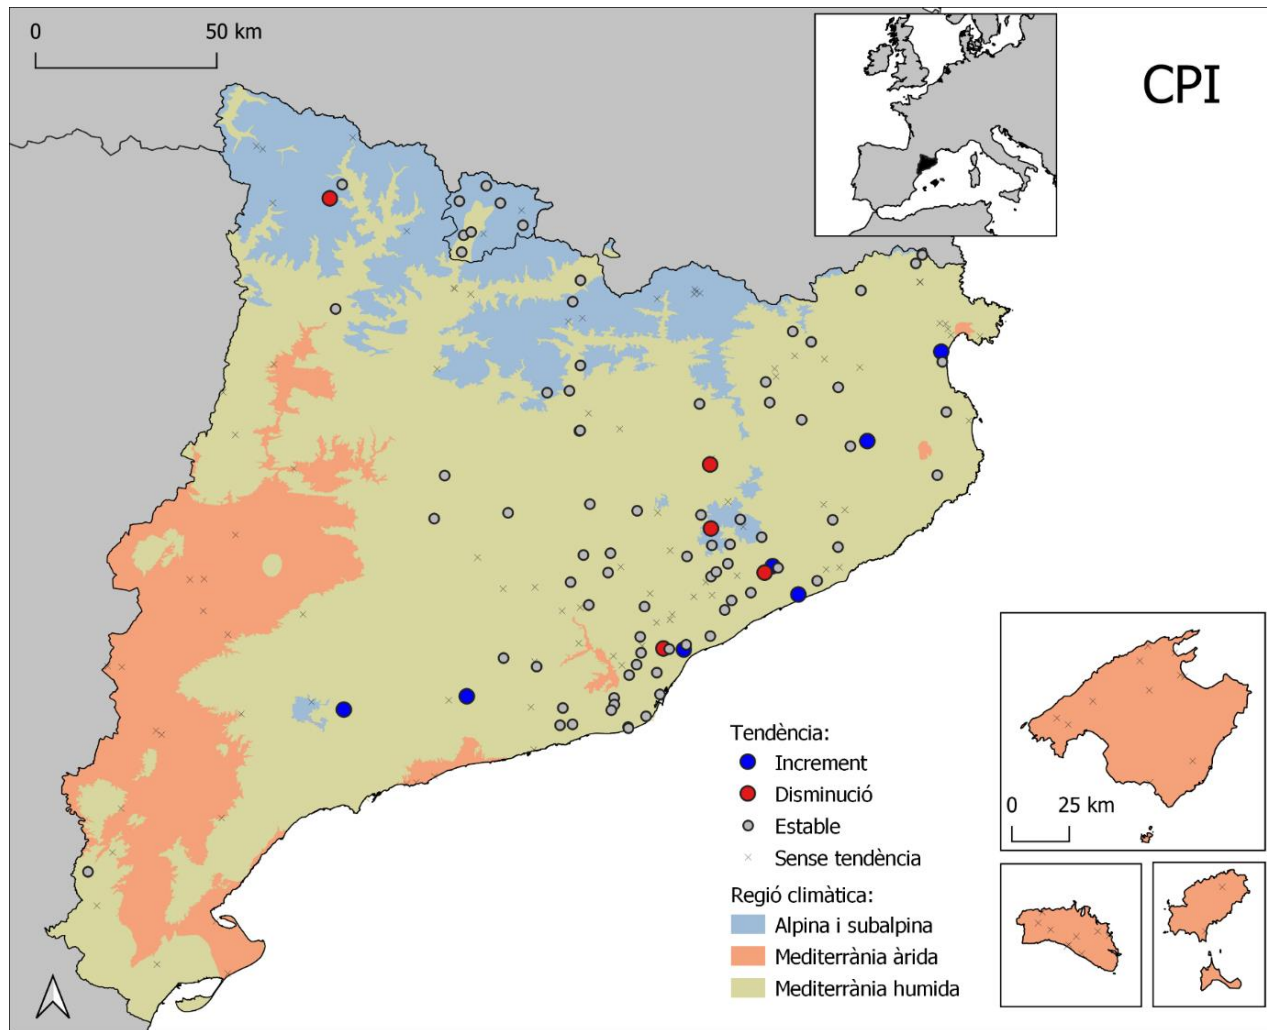 0 50 km
CPI
Tendència:
Increment
Disminució
Estable
Sense tendència
Regió climàtica:
Alpina i subalpina
Mediterrània àrida
Mediterrània humida
0 25 km